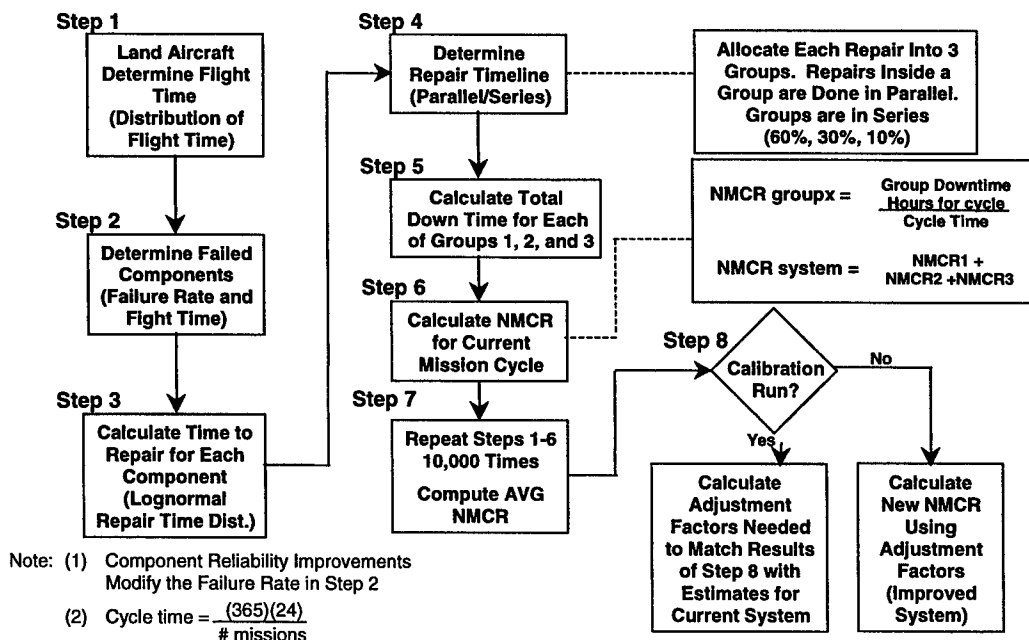 Step 1
Land Aircraft
Determine Flight
Time
(Distribution of
Flight Time)
Step 2
Determine Failed
Components
(Failure Rate and
Fight Time)
Step 3
Calculate Time to
Repair for Each
Component
(Lognormal
Repair Time Dist.)
Step 4
Determine
Repair Timeline
(Parallel/Series)
Allocate Each Repair Into 3
Groups. Repairs Inside a
Group are Done in Parallel.
Groups are in Series
(60%, 30%, 10%)
Step 5
Calculate Total
Down Time for Each
of Groups 1, 2, and 3
NMCR groupx =
Group Downtime
Hours for cycle
Cycle Time
NMCR system =
NMCR1 +
NMCR2 +NMCR3
Step 6
Calculate NMCR
for Current
Mission Cycle
Step 7
Repeat Steps 1-6
10,000 Times
Compute AVG
NMCR
Step 8
Calibration
Run?
No
Yes
Calculate
Adjustment
Factors Needed
to Match Results
of Step 8 with
Estimates for
Current System
Calculate
New NMCR
Using
Adjustment
Factors
(Improved
System)
Note: (1) Component Reliability Improvements
Modify the Failure Rate in Step 2
(2) Cycle time = (365)(24)
# missions